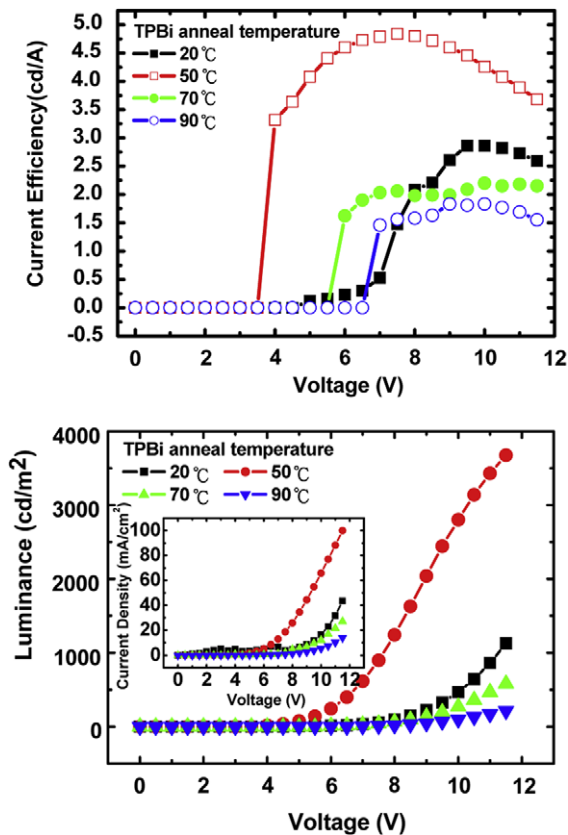 TPBi anneal temperature
20℃
50℃
70℃
90℃
Current Efficiency(cd/A)
5.0
4.5
4.0
3.5
3.0
2.5
2.0
1.5
1.0
0.5
0.0
-0.5
0 2 4 6 8 10 12
Voltage (V)
TPBi anneal temperature
20℃ 50℃
70℃ 90℃
Luminance (cd/m2)
4000
3000
2000
1000
0
Current Density (mA/cm²)
100
80
60
40
20
0
0 2 4 6 8 10 12
Voltage (V)
0 2 4 6 8 10 12
Voltage (V)